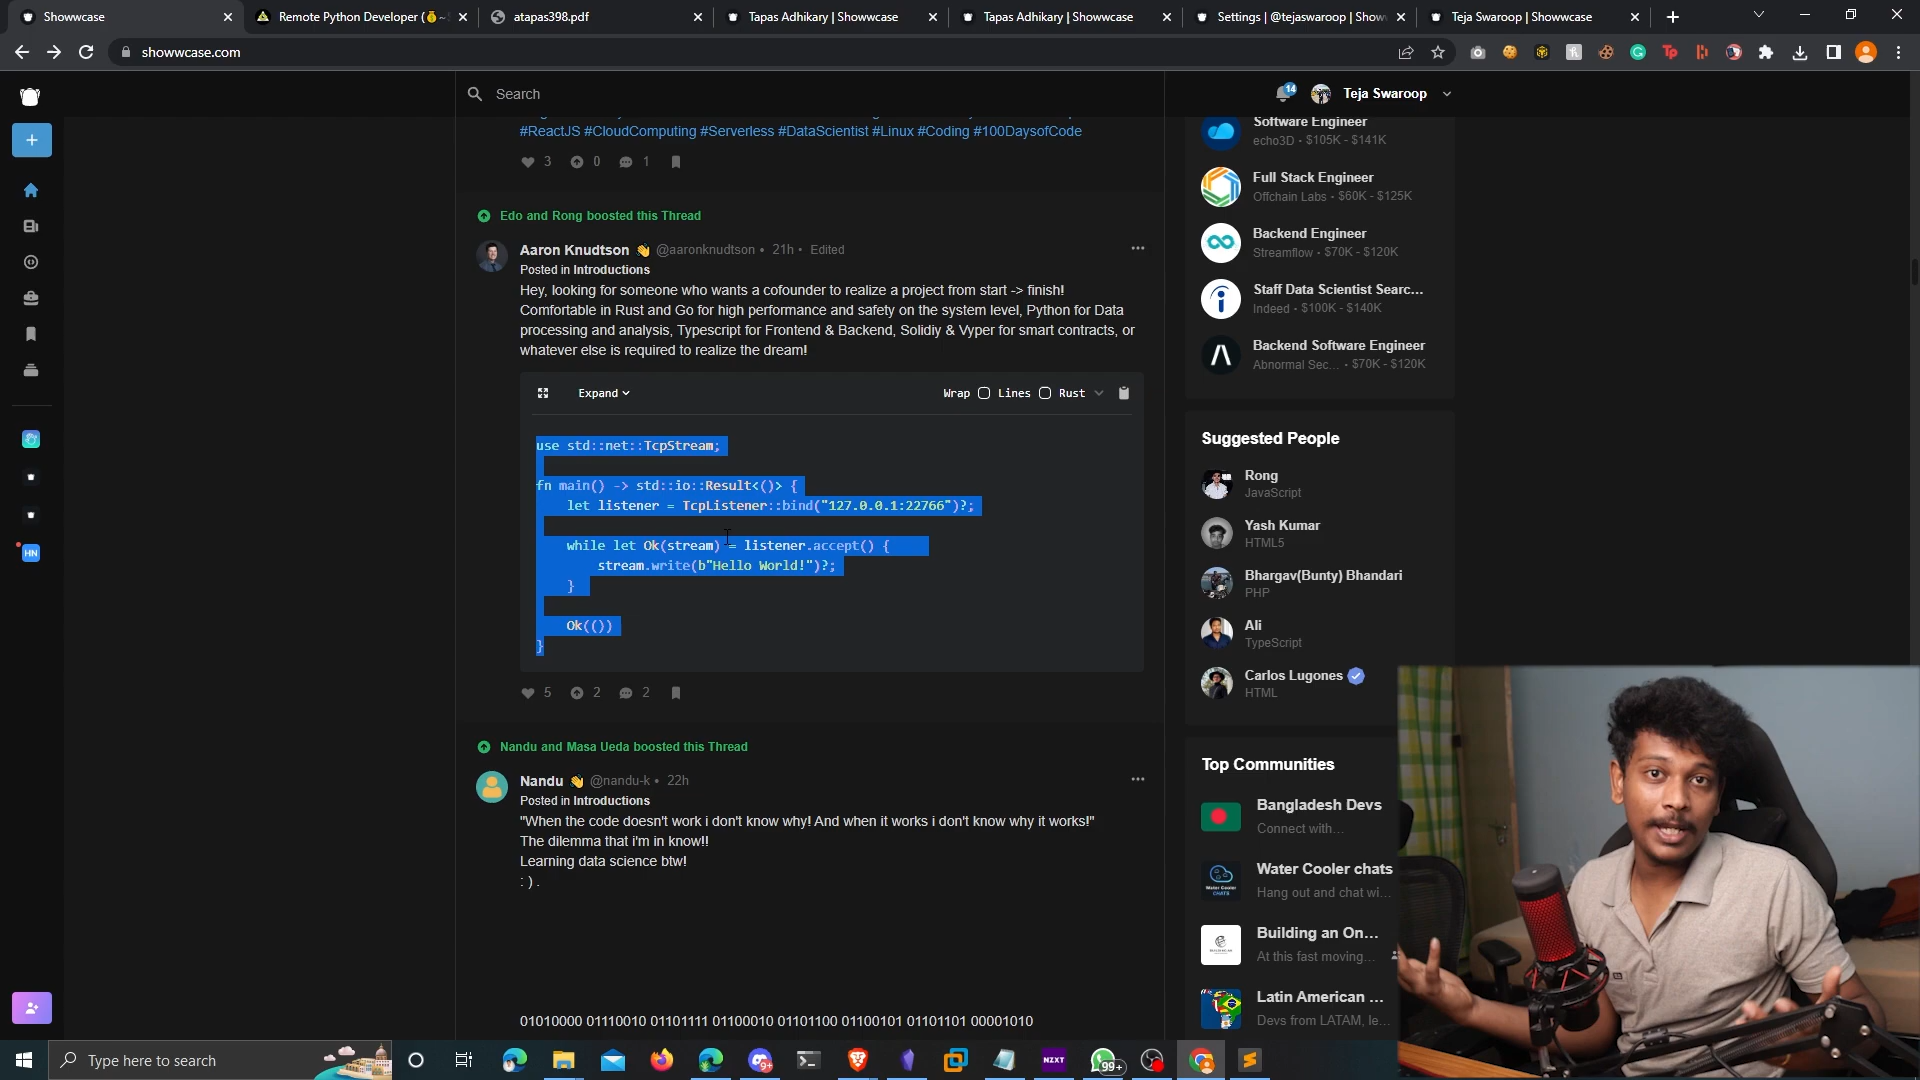 Showwcase
Remote Python Developer (
atapas398.pdf
Tapas Adhikary | Showwcase
Tapas Adhikary | Showwcase
Settings | @tejaswaroop | Show
Teja Swaroop | Showwcase
showwcase.com
Search
14
Teja Swaroop
#ReactJS #CloudComputing #Serverless #DataScientist #Linux #Coding #100DaysofCode
3 0 1
Edo and Rong boosted this Thread
Aaron Knudtson 👋 @aaronknudtson • 21h • Edited
Posted in Introductions
Hey, looking for someone who wants a cofounder to realize a project from start -> finish!
Comfortable in Rust and Go for high performance and safety on the system level, Python for Data
processing and analysis, Typescript for Frontend & Backend, Solidiy & Vyper for smart contracts, or
whatever else is required to realize the dream!
Expand
Wrap Lines Rust
use std::net::TcpStream;
fn main() -> std::io::Result<()> {
let listener = TcpListener::bind("127.0.0.1:22766")?;
while let Ok(stream) = listener.accept() {
stream.write(b"Hello World!")?;
}
Ok(())
}
5 2 2
Nandu and Masa Ueda boosted this Thread
Nandu 👋 @nandu-k • 22h
Posted in Introductions
"When the code doesn't work i don't know why! And when it works i don't know why it works!"
The dilemma that i'm in know!!
Learning data science btw!
: ) .
01010000 01110010 01101111 01100010 01101100 01100101 01101101 00001010
Software Engineer
echo3D • $105K - $141K
Full Stack Engineer
Offchain Labs • $60K - $125K
Backend Engineer
Streamflow • $70K - $120K
Staff Data Scientist Searc...
Indeed • $100K - $140K
Backend Software Engineer
Abnormal Sec... • $70K - $120K
Suggested People
Rong
JavaScript
Yash Kumar
HTML5
Bhargav(Bunty) Bhandari
PHP
Ali
TypeScript
Carlos Lugones
HTML
Top Communities
Bangladesh Devs
Connect with...
Water Cooler chats
Hang out and chat wi...
Building an On...
At this fast moving...
Latin American ...
Devs from LATAM, le...
HN
Type here to search
NZXT
99+